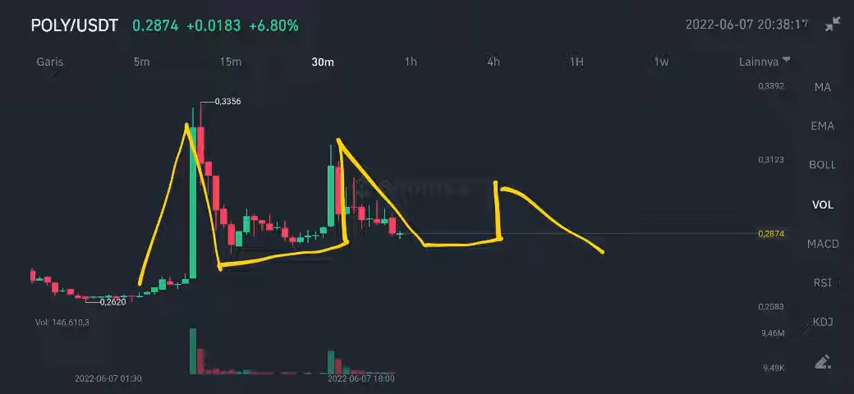 POLY/USDT 0.2874 +0.0183 +6.80% 2022-06-07 20:38:17
Garis 5m 15m 30m 1h 4h 1H 1w Lainnya
0,3392
MA
0,3356
EMA
0,3123
BOLL
VOL
0,2874
MACD
RSI
0,2620
0,2583
Vol: 146.610,3
KDJ
9,46M
9,49K
2022-06-07 01:30 2022-06-07 18:00